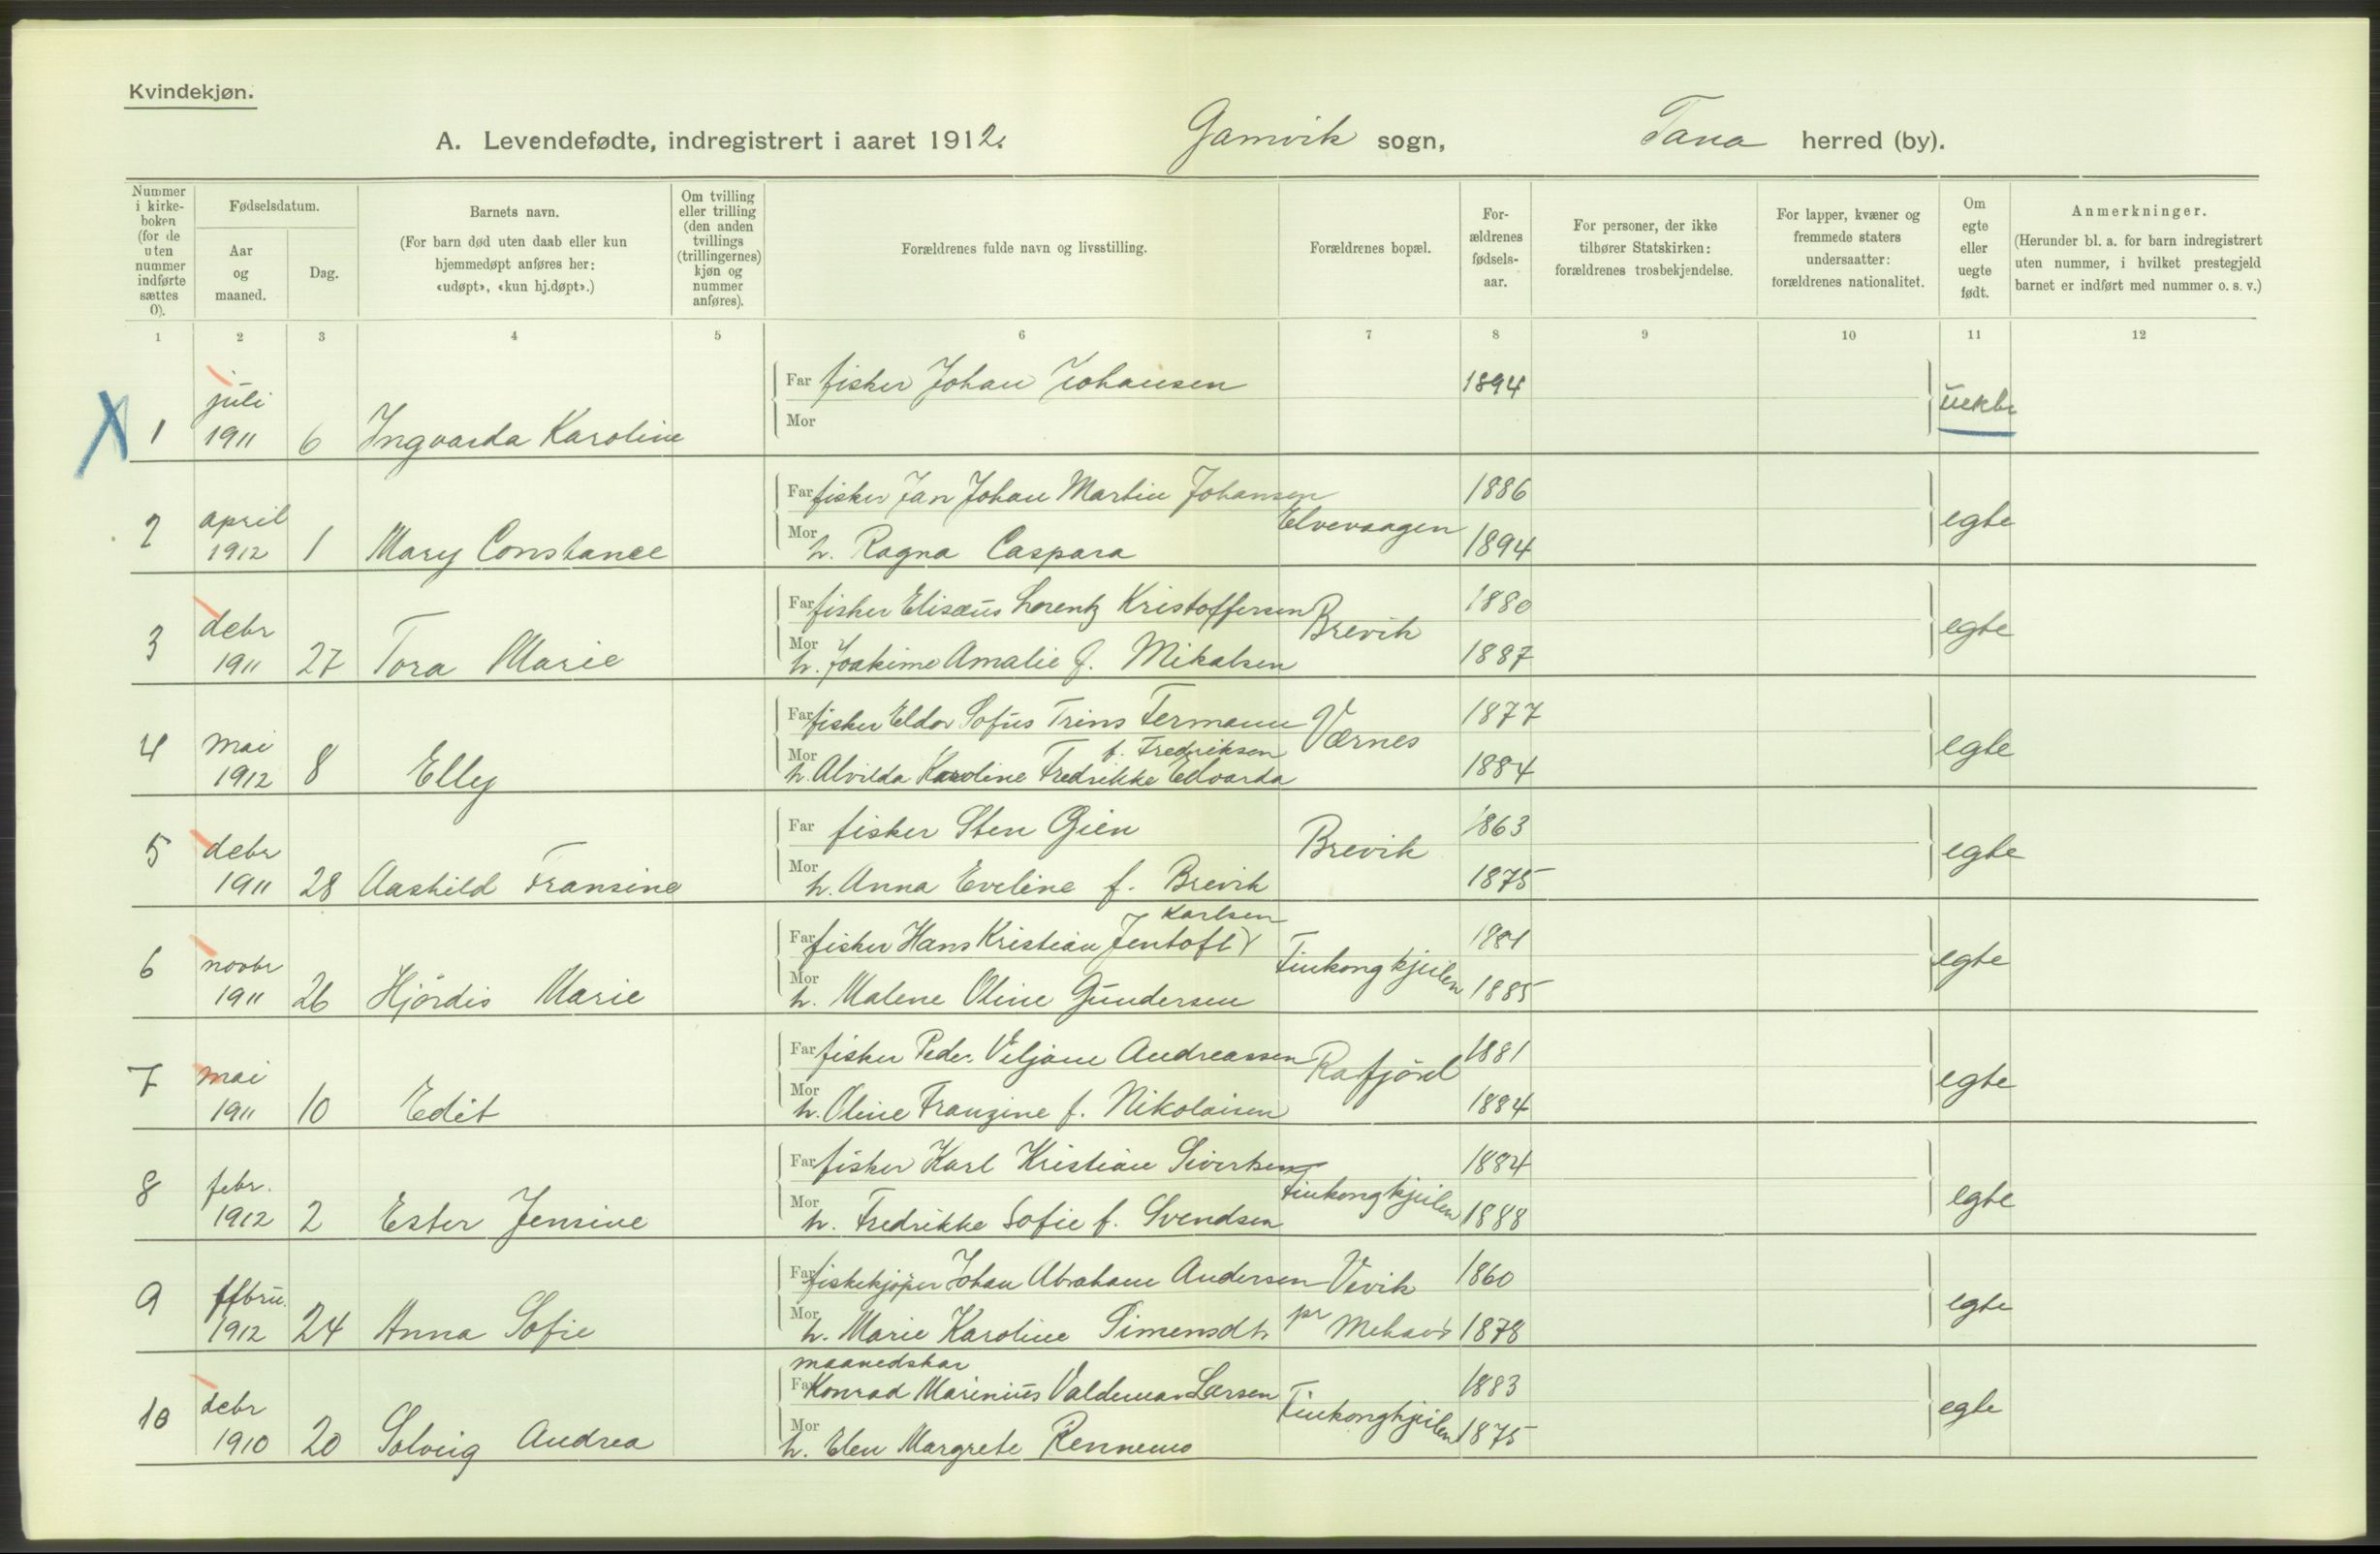 Kvindekjøn.
A. Levendefødte, indregistrert i aaret 1912. Gamvik sogn, Tana herred (by).
Nummer i kirke-boken (for de uten nummer indførte sættes 0).
Fødselsdatum.
Aar og maaned.
Dag.
Barnets navn.
(For barn død uten daab eller kun hjemmedøpt anføres her: «udøpt», «kun hj.døpt».)
Om tvilling eller trilling (den anden tvillings (trillingernes) kjøn og nummer anføres).
Forældrenes fulde navn og livsstilling.
Forældrenes bopæl.
For-ældrenes fødsels-aar.
For personer, der ikke tilhører Statskirken: forældrenes trosbekjendelse.
For lapper, kvæner og fremmede staters undersaatter: forældrenes nationalitet.
Om egte eller uegte født.
Anmerkninger.
(Herunder bl. a. for barn indregistrert uten nummer, i hvilket prestegjeld barnet er indført med nummer o. s. v.)
1 2 3 4 5 6 7 8 9 10 11 12
X 1 juli 1911 6 Ingvarda Karoline
Far fisker Johan Johansen 1894
Mor
2 april 1912 1 Mary Constance
Far fisker Jan Johan Martin Johansen Elvevaagen 1886 egte
Mor h. Ragna Caspara 1894
3 debr 1911 27 Tora Marie
Far fisker Elisæus Lorentz Kristoffersen Brevik 1880 egte
Mor h. Joakime Amalie f. Mikalsen 1887
4 mai 1912 8 Elly
Far fisker Eldor Sofus Trins Fermann Værnes 1877 egte
f. Fredriksen
Mor h. Alvilda Karoline Fredrikke Edvarda 1884
5 debr 1911 28 Aashild Fransine
Far fisker Sten Gien Brevik 1863 egte
Mor h. Anna Eveline f. Brevik 1875
6 novbr 1911 26 Hjördis Marie
Karlsen
Far fisker Hans Kristian Jentoft Finkongkjeilen 1881 egte
Mor h. Malene Oline Gundersen 1885
7 mai 1911 10 Edit
Far fisker Peder Viljam Andreassen Rafjörd 1881 egte
Mor h. Oline Franzine f. Nikolaisen 1884
8 febr. 1912 2 Ester Jensine
Far fisker Karl Kristian Sivertsen Finkongkjeilen 1884 egte
Mor h. Fredrikke Sofie f. Svendsen 1888
9 febru. 1912 24 Anna Sofie
Far fiskekjöper Johan Abraham Andersen Vevik 1860 egte
Mor h. Marie Karoline Simensdt pr Mehavn 1878
10 debr 1910 20 Solveig Andrea
maanedskar
Far Konrad Marinius Valdemar Larsen Finkongkjeilen 1883 egte
Mor h. Elen Margrete Rennemo 1875